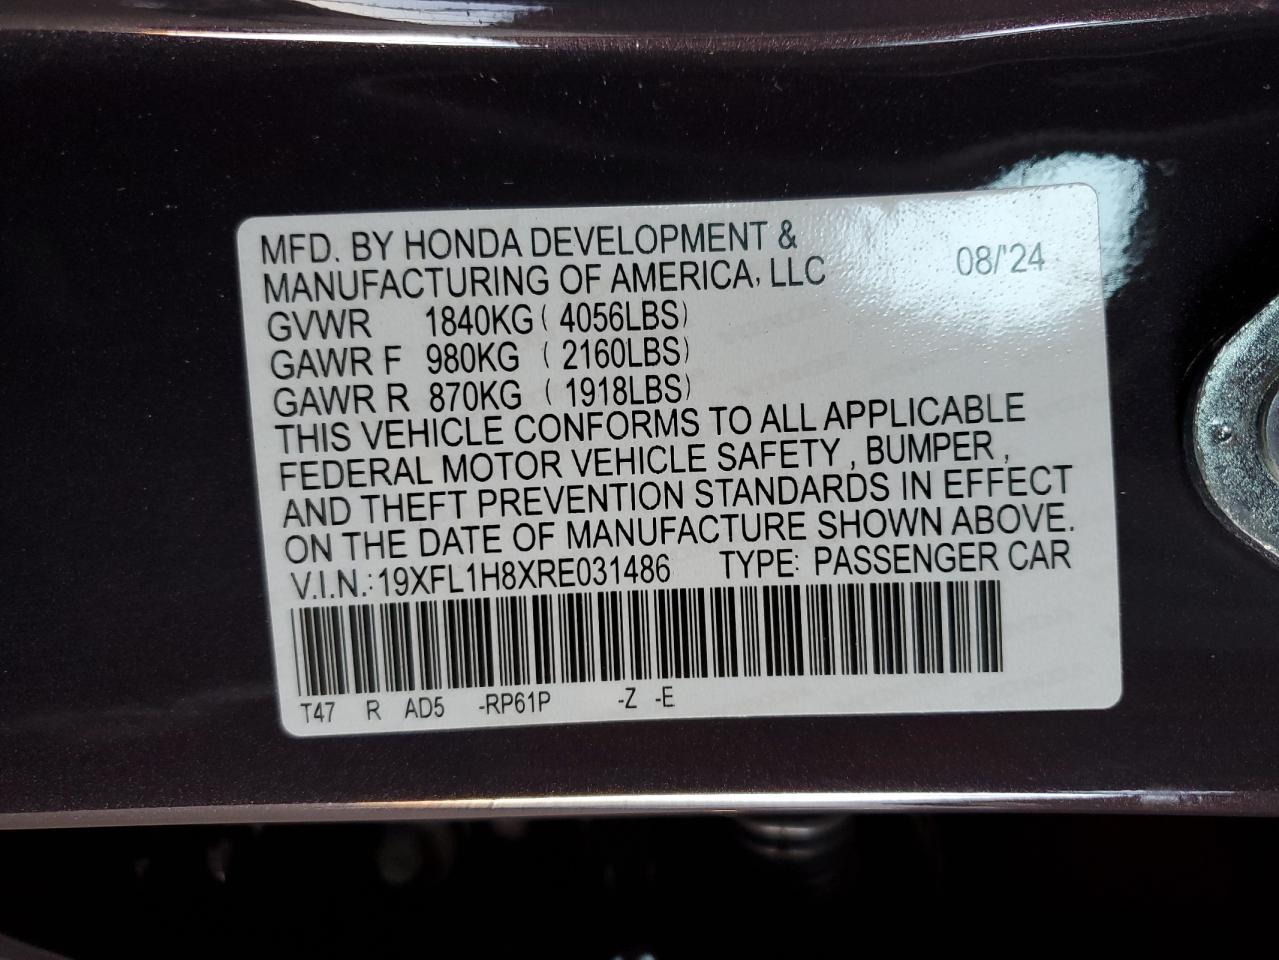 MFD. BY HONDA DEVELOPMENT &
MANUFACTURING OF AMERICA, LLC 08/'24
GVWR 1840KG ( 4056LBS)
GAWR F 980KG ( 2160LBS)
GAWR R 870KG ( 1918LBS)
THIS VEHICLE CONFORMS TO ALL APPLICABLE
FEDERAL MOTOR VEHICLE SAFETY , BUMPER ,
AND THEFT PREVENTION STANDARDS IN EFFECT
ON THE DATE OF MANUFACTURE SHOWN ABOVE.
V.I.N.: 19XFL1H8XRE031486 TYPE: PASSENGER CAR
T47 R AD5 -RP61P -Z -E